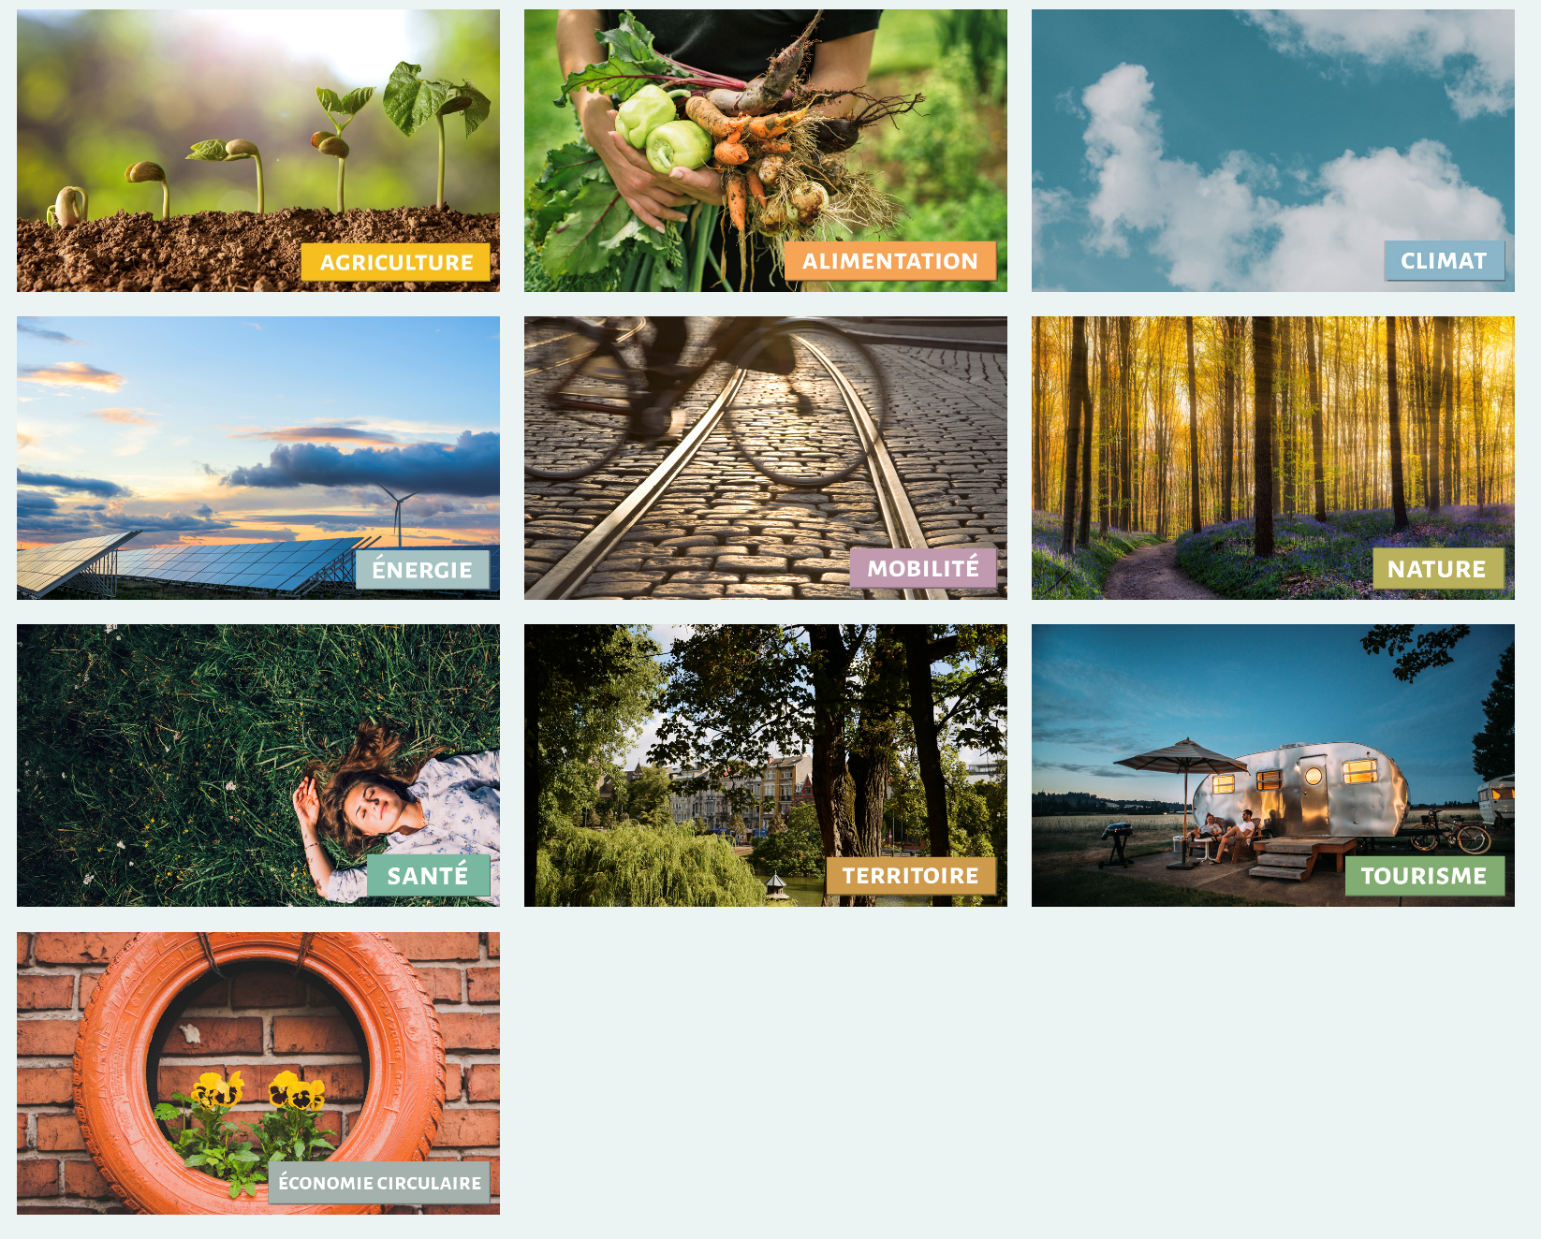 AGRICULTURE
ALIMENTATION
CLIMAT
ÉNERGIE
MOBILITÉ
NATURE
SANTÉ
TERRITOIRE
TOURISME
ÉCONOMIE CIRCULAIRE